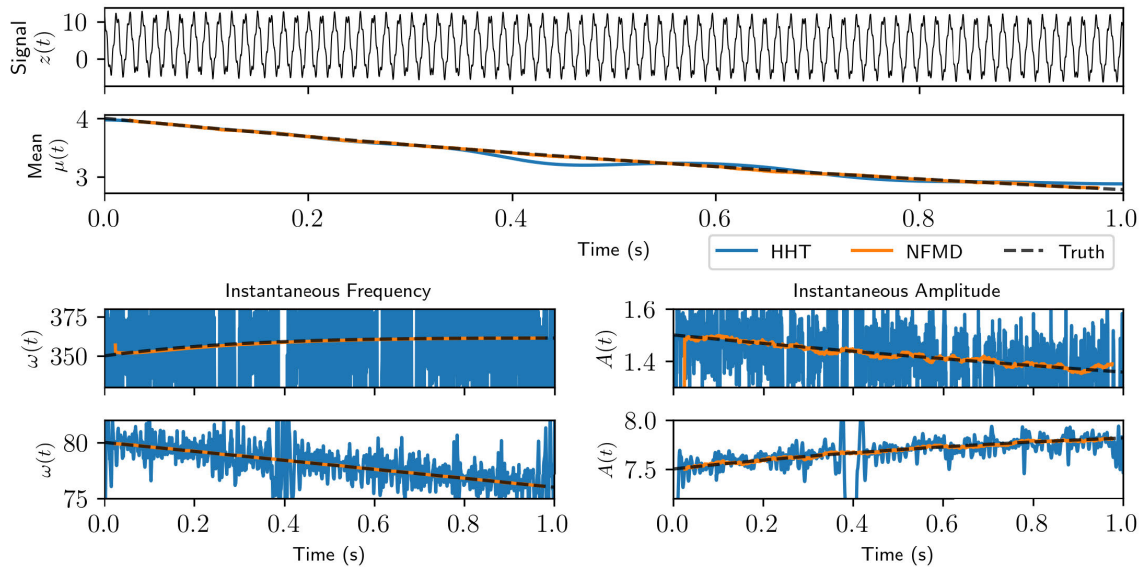 Signal
z(t)
10
0
Mean
μ(t)
4
3
0.0 0.2 0.4 0.6 0.8 1.0
Time (s)
HHT NFMD Truth
Instantaneous Frequency
ω(t)
375
350
ω(t)
80
75
0.0 0.2 0.4 0.6 0.8 1.0
Time (s)
Instantaneous Amplitude
A(t)
1.6
1.4
A(t)
8.0
7.5
0.0 0.2 0.4 0.6 0.8 1.0
Time (s)